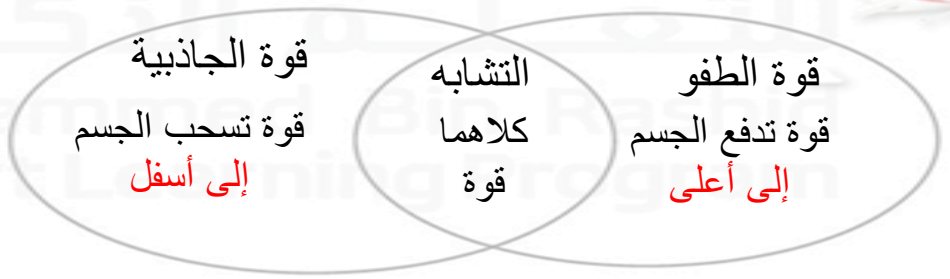 قوة الطفو
قوة تدفع الجسم
إلى أعلى
التشابه
كلاهما
قوة
قوة الجاذبية
قوة تسحب الجسم
إلى أسفل